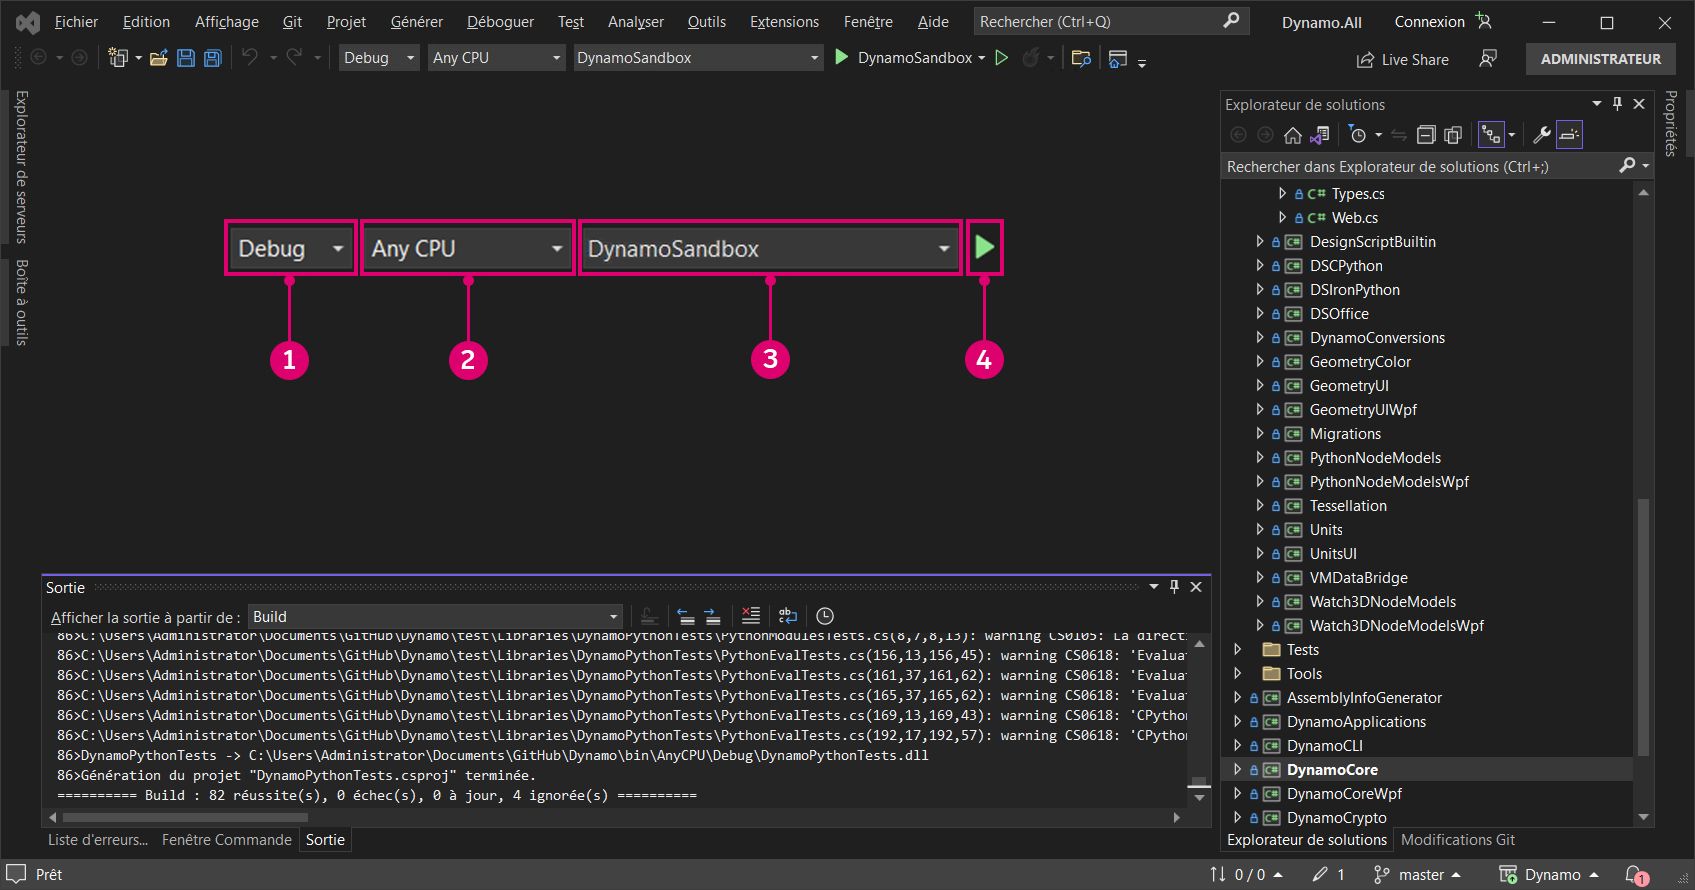 Fichier Edition Affichage Git Projet Générer Déboguer Test Analyser Outils Extensions Fenêtre Aide Rechercher (Ctrl+Q) Dynamo.All Connexion
Debug Any CPU DynamoSandbox DynamoSandbox Live Share ADMINISTRATEUR
Explorateur de serveurs
Boîte à outils
Debug Any CPU DynamoSandbox
1 2 3 4
Sortie
Afficher la sortie à partir de : Build
86>C:\Users\Administrator\Documents\GitHub\Dynamo\test\Libraries\DynamoPythonTests\PythonModulesTests.cs(8,7,8,13): warning CS0105: La directi
86>C:\Users\Administrator\Documents\GitHub\Dynamo\test\Libraries\DynamoPythonTests\PythonEvalTests.cs(156,13,156,45): warning CS0618: 'Evaluat
86>C:\Users\Administrator\Documents\GitHub\Dynamo\test\Libraries\DynamoPythonTests\PythonEvalTests.cs(161,37,161,62): warning CS0618: 'Evaluat
86>C:\Users\Administrator\Documents\GitHub\Dynamo\test\Libraries\DynamoPythonTests\PythonEvalTests.cs(165,37,165,62): warning CS0618: 'Evaluat
86>C:\Users\Administrator\Documents\GitHub\Dynamo\test\Libraries\DynamoPythonTests\PythonEvalTests.cs(169,13,169,43): warning CS0618: 'CPython
86>C:\Users\Administrator\Documents\GitHub\Dynamo\test\Libraries\DynamoPythonTests\PythonEvalTests.cs(192,17,192,57): warning CS0618: 'CPython
86>DynamoPythonTests -> C:\Users\Administrator\Documents\GitHub\Dynamo\bin\AnyCPU\Debug\DynamoPythonTests.dll
86>Génération du projet "DynamoPythonTests.csproj" terminée.
========== Build : 82 réussite(s), 0 échec(s), 0 à jour, 4 ignorée(s) ==========
Liste d'erreurs... Fenêtre Commande Sortie
Explorateur de solutions
Rechercher dans Explorateur de solutions (Ctrl+;)
C# Types.cs
C# Web.cs
C# DesignScriptBuiltin
C# DSCPython
C# DSIronPython
C# DSOffice
C# DynamoConversions
C# GeometryColor
C# GeometryUI
C# GeometryUIWpf
C# Migrations
C# PythonNodeModels
C# PythonNodeModelsWpf
C# Tessellation
C# Units
C# UnitsUI
C# VMDataBridge
C# Watch3DNodeModels
C# Watch3DNodeModelsWpf
Tests
Tools
C# AssemblyInfoGenerator
C# DynamoApplications
C# DynamoCLI
C# DynamoCore
C# DynamoCoreWpf
C# DynamoCrypto
Explorateur de solutions Modifications Git
Propriétés
Prêt 0 / 0 1 master Dynamo 1